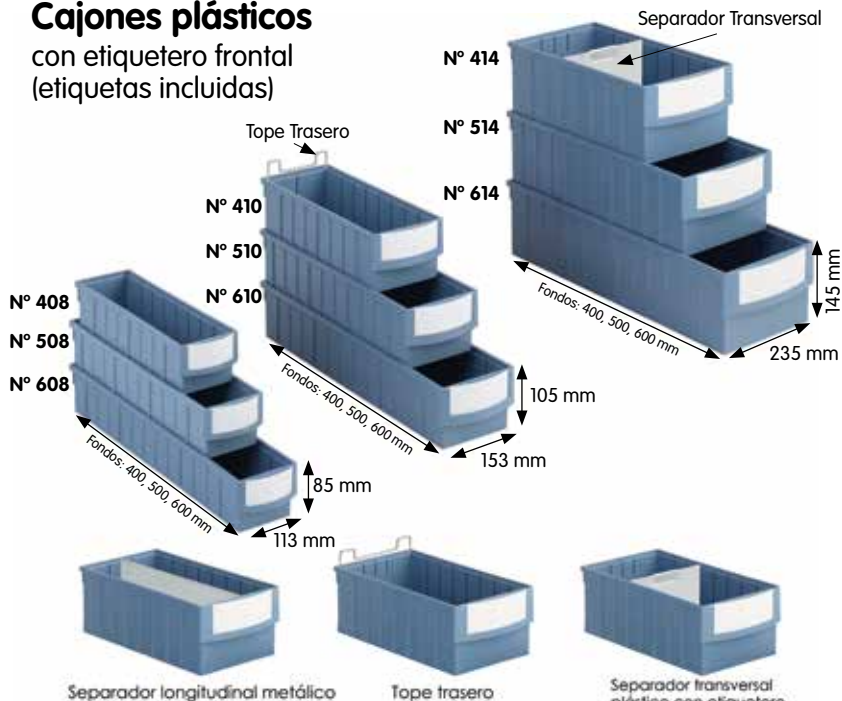 Cajones plásticos
con etiquetero frontal
(etiquetas incluidas)
Separador Transversal
Nº 414
Nº 514
Nº 614
Fondos: 400, 500, 600 mm
145 mm
235 mm
Tope Trasero
Nº 410
Nº 510
Nº 610
Fondos: 400, 500, 600 mm
105 mm
153 mm
Nº 408
Nº 508
Nº 608
Fondos: 400, 500, 600 mm
85 mm
113 mm
Separador longitudinal metálico
Tope trasero
Separador transversal
plástico con etiquetero